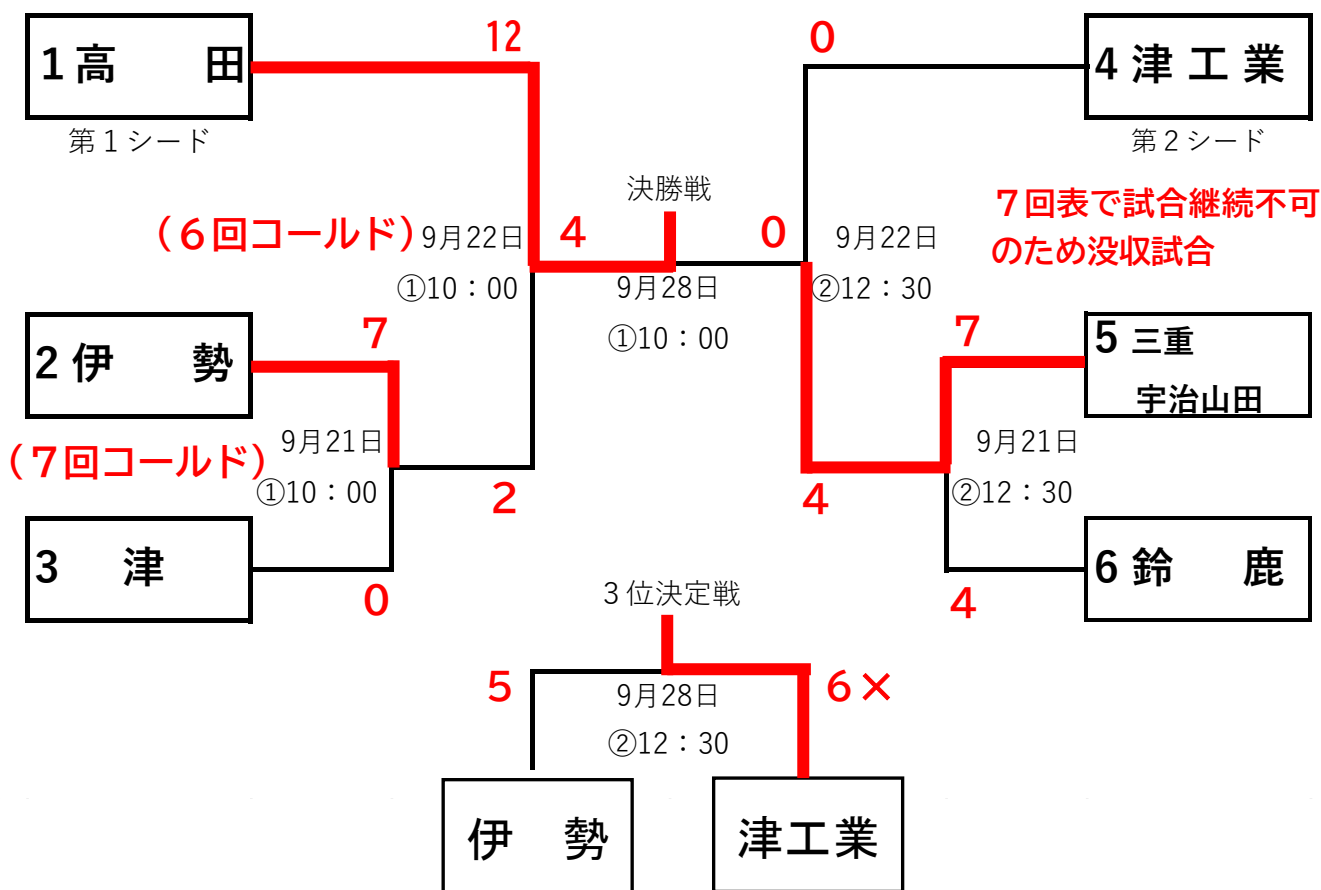 12
0
1高　田
4津工業
第１シード
第２シード
決勝戦
７回表で試合継続不可
のため没収試合
（６回コールド）
9月22日
①10：00
4
0
9月22日
②12：30
9月28日
①10：00
2伊　勢
7
7
5 三重
宇治山田
（７回コールド）
9月21日
①10：00
2
4
9月21日
②12：30
3　津
0
4
6鈴　鹿
３位決定戦
5
6×
9月28日
②12：30
伊　勢
津工業